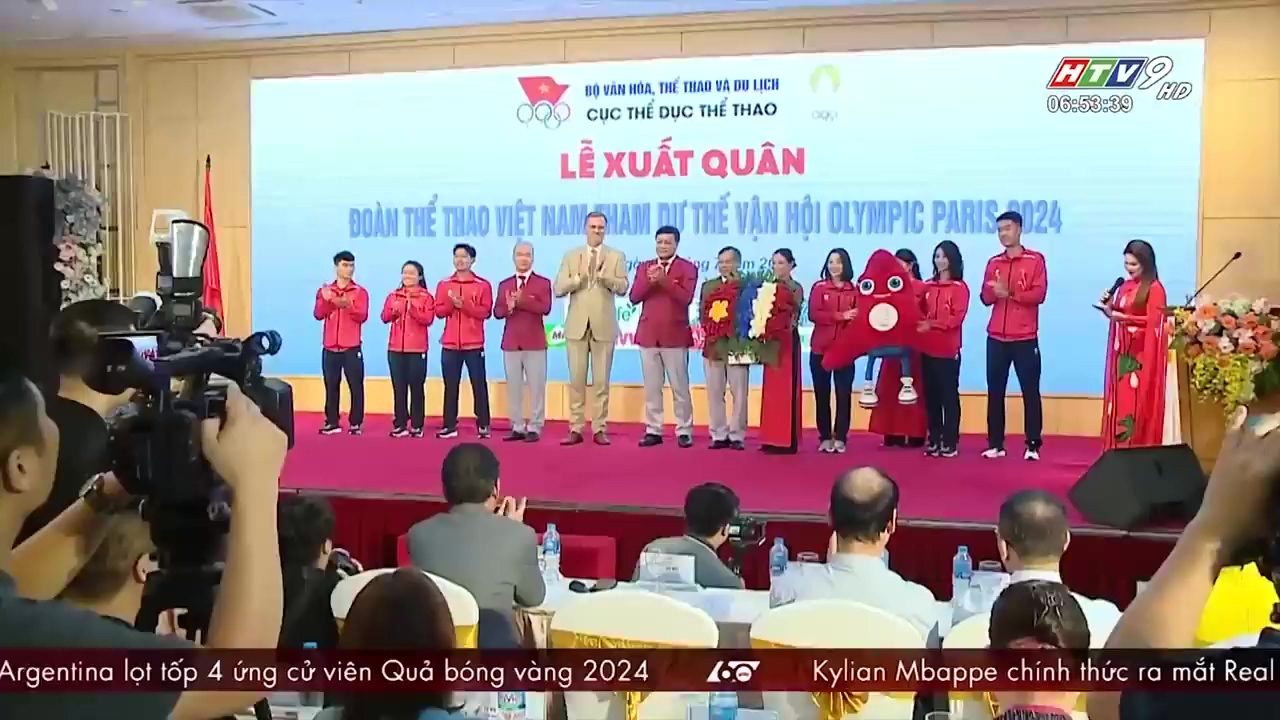 HTV9 HD
06:53:39
BỘ VĂN HÓA, THỂ THAO VÀ DU LỊCH
CỤC THỂ DỤC THỂ THAO
LỄ XUẤT QUÂN
ĐOÀN THỂ THAO VIỆT NAM THAM DỰ THẾ VẬN HỘI OLYMPIC PARIS 2024
Argentina lọt tốp 4 ứng cử viên Quả bóng vàng 2024
60
Kylian Mbappe chính thức ra mắt Real